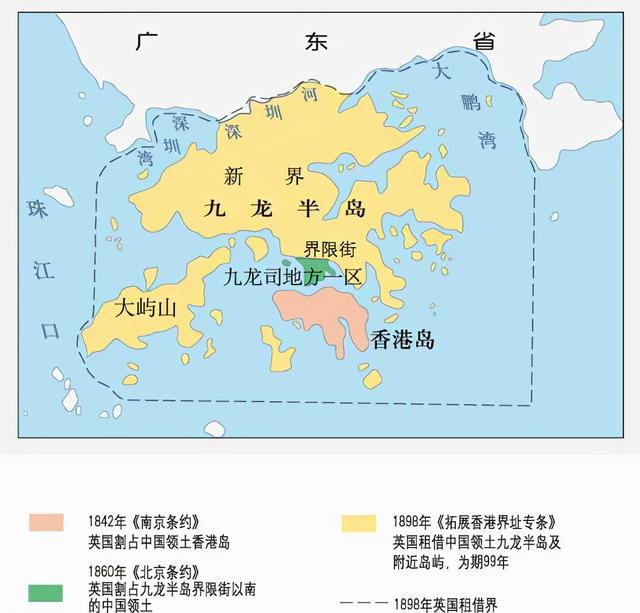 广 东 省
大鹏湾
深圳河
深圳湾
新 界
九 龙 半 岛
珠江口
界限街
九龙司地方一区
大屿山
香港岛
1842年《南京条约》
英国割占中国领土香港岛
1860年《北京条约》
英国割占九龙半岛界限街以南
的中国领土
1898年《拓展香港界址专条》
英国租借中国领土九龙半岛及
附近岛屿，为期99年
1898年英国租借界